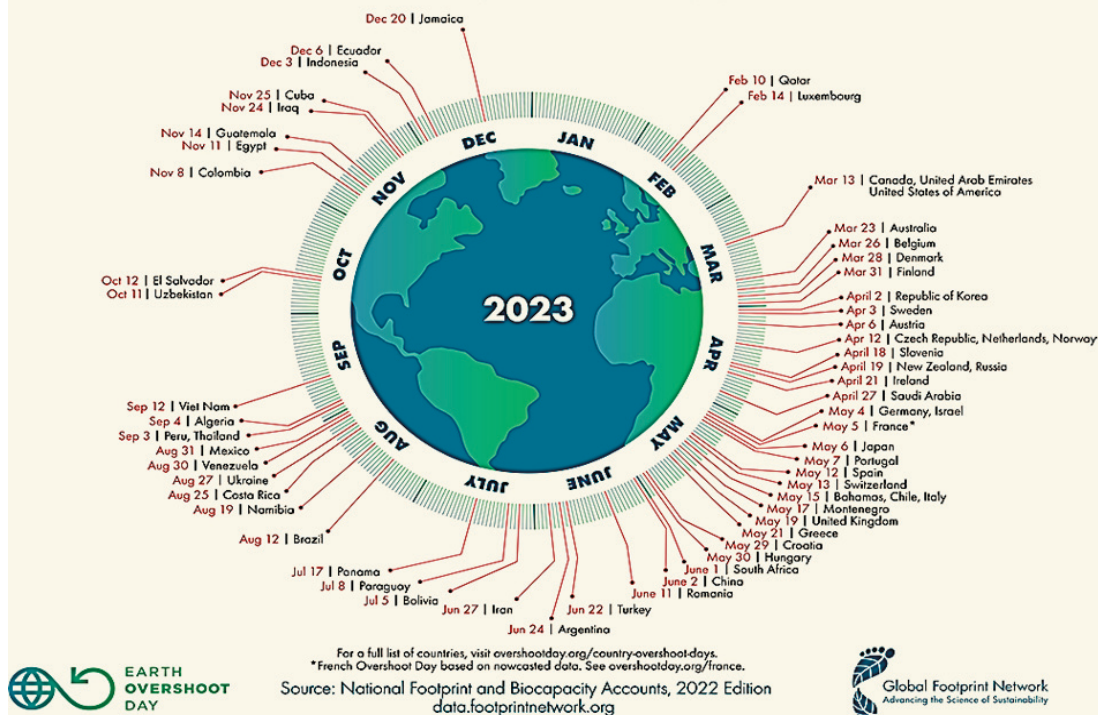 Dec 20 | Jamaica
Dec 6 | Ecuador
Dec 3 | Indonesia
Nov 25 | Cuba
Nov 24 | Iraq
Nov 14 | Guatemala
Nov 11 | Egypt
Nov 8 | Colombia
Oct 12 | El Salvador
Oct 11 | Uzbekistan
Sep 12 | Viet Nam
Sep 4 | Algeria
Sep 3 | Peru, Thailand
Aug 31 | Mexico
Aug 30 | Venezuela
Aug 27 | Ukraine
Aug 25 | Costa Rica
Aug 19 | Namibia
Aug 12 | Brazil
Jul 17 | Panama
Jul 8 | Paraguay
Jul 5 | Bolivia
Jun 27 | Iran
Jun 24 | Argentina
Jun 22 | Turkey
Feb 10 | Qatar
Feb 14 | Luxembourg
Mar 13 | Canada, United Arab Emirates
United States of America
Mar 23 | Australia
Mar 26 | Belgium
Mar 28 | Denmark
Mar 31 | Finland
April 2 | Republic of Korea
Apr 3 | Sweden
Apr 6 | Austria
Apr 12 | Czech Republic, Netherlands, Norway
April 18 | Slovenia
April 19 | New Zealand, Russia
April 21 | Ireland
April 27 | Saudi Arabia
May 4 | Germany, Israel
May 5 | France*
May 6 | Japan
May 7 | Portugal
May 12 | Spain
May 13 | Switzerland
May 15 | Bahamas, Chile, Italy
May 17 | Montenegro
May 19 | United Kingdom
May 21 | Greece
May 29 | Croatia
May 30 | Hungary
June 1 | South Africa
June 2 | China
June 11 | Romania
JAN
FEB
MAR
APR
MAY
JUNE
JULY
AUG
SEP
OCT
NOV
DEC
2023
For a full list of countries, visit overshootday.org/country-overshoot-days.
*French Overshoot Day based on nowcasted data. See overshootday.org/france.
Source: National Footprint and Biocapacity Accounts, 2022 Edition
data.footprintnetwork.org
EARTH
OVERSHOOT
DAY
Global Footprint Network
Advancing the Science of Sustainability